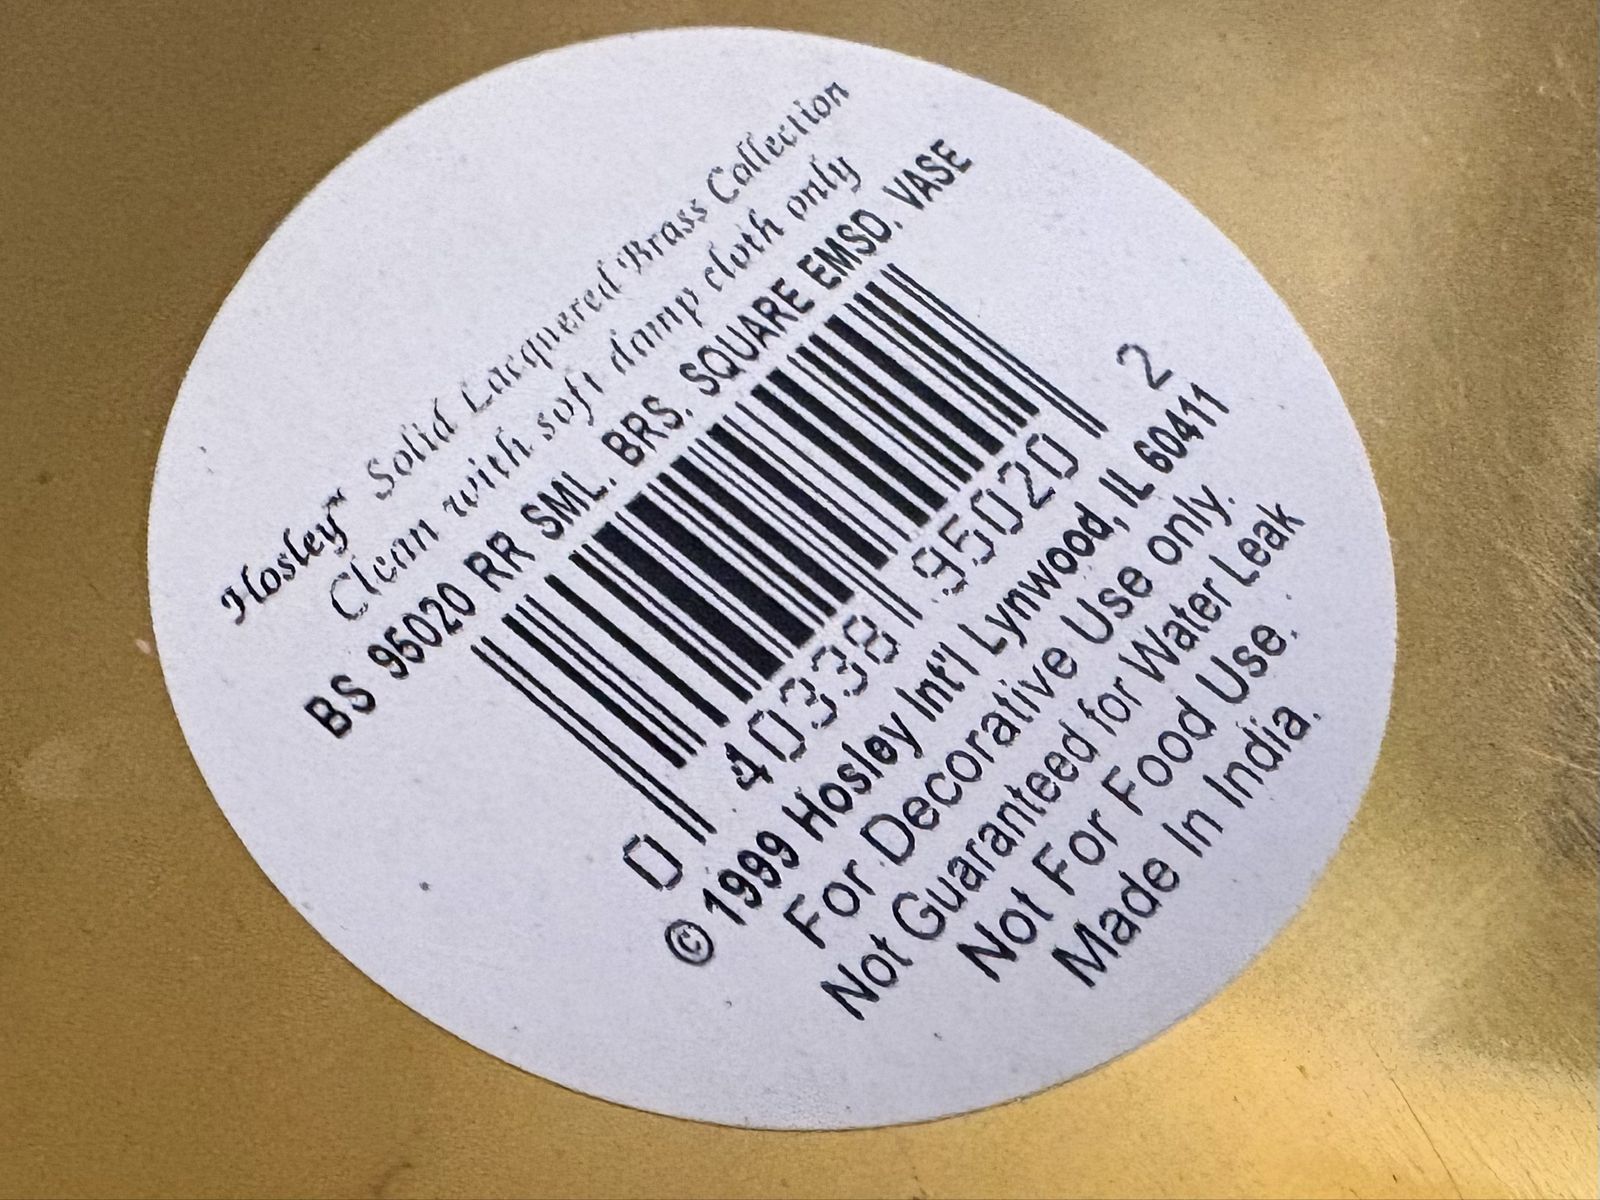 Hosley™ Solid Lacquered Brass Collection
Clean with soft damp cloth only
BS 95020 RR SML. BRS. SQUARE EMSD. VASE
0 40338 95020 2
© 1999 Hosley Int'l Lynwood, IL 60411
For Decorative Use only.
Not Guaranteed for Water Leak
Not For Food Use.
Made In India.